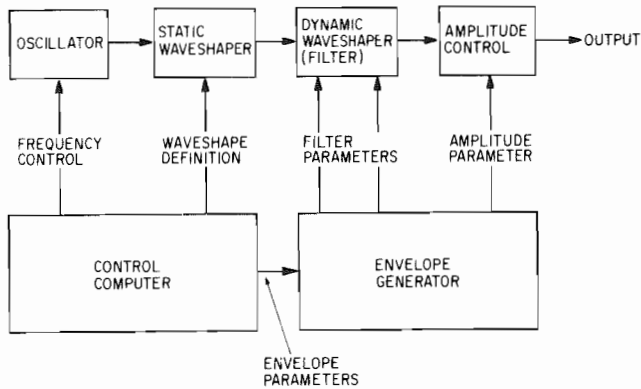 OSCILLATOR
STATIC
WAVESHAPER
DYNAMIC
WAVESHAPER
(FILTER)
AMPLITUDE
CONTROL
OUTPUT
FREQUENCY
CONTROL
WAVESHAPE
DEFINITION
FILTER
PARAMETERS
AMPLITUDE
PARAMETER
CONTROL
COMPUTER
ENVELOPE
GENERATOR
ENVELOPE
PARAMETERS